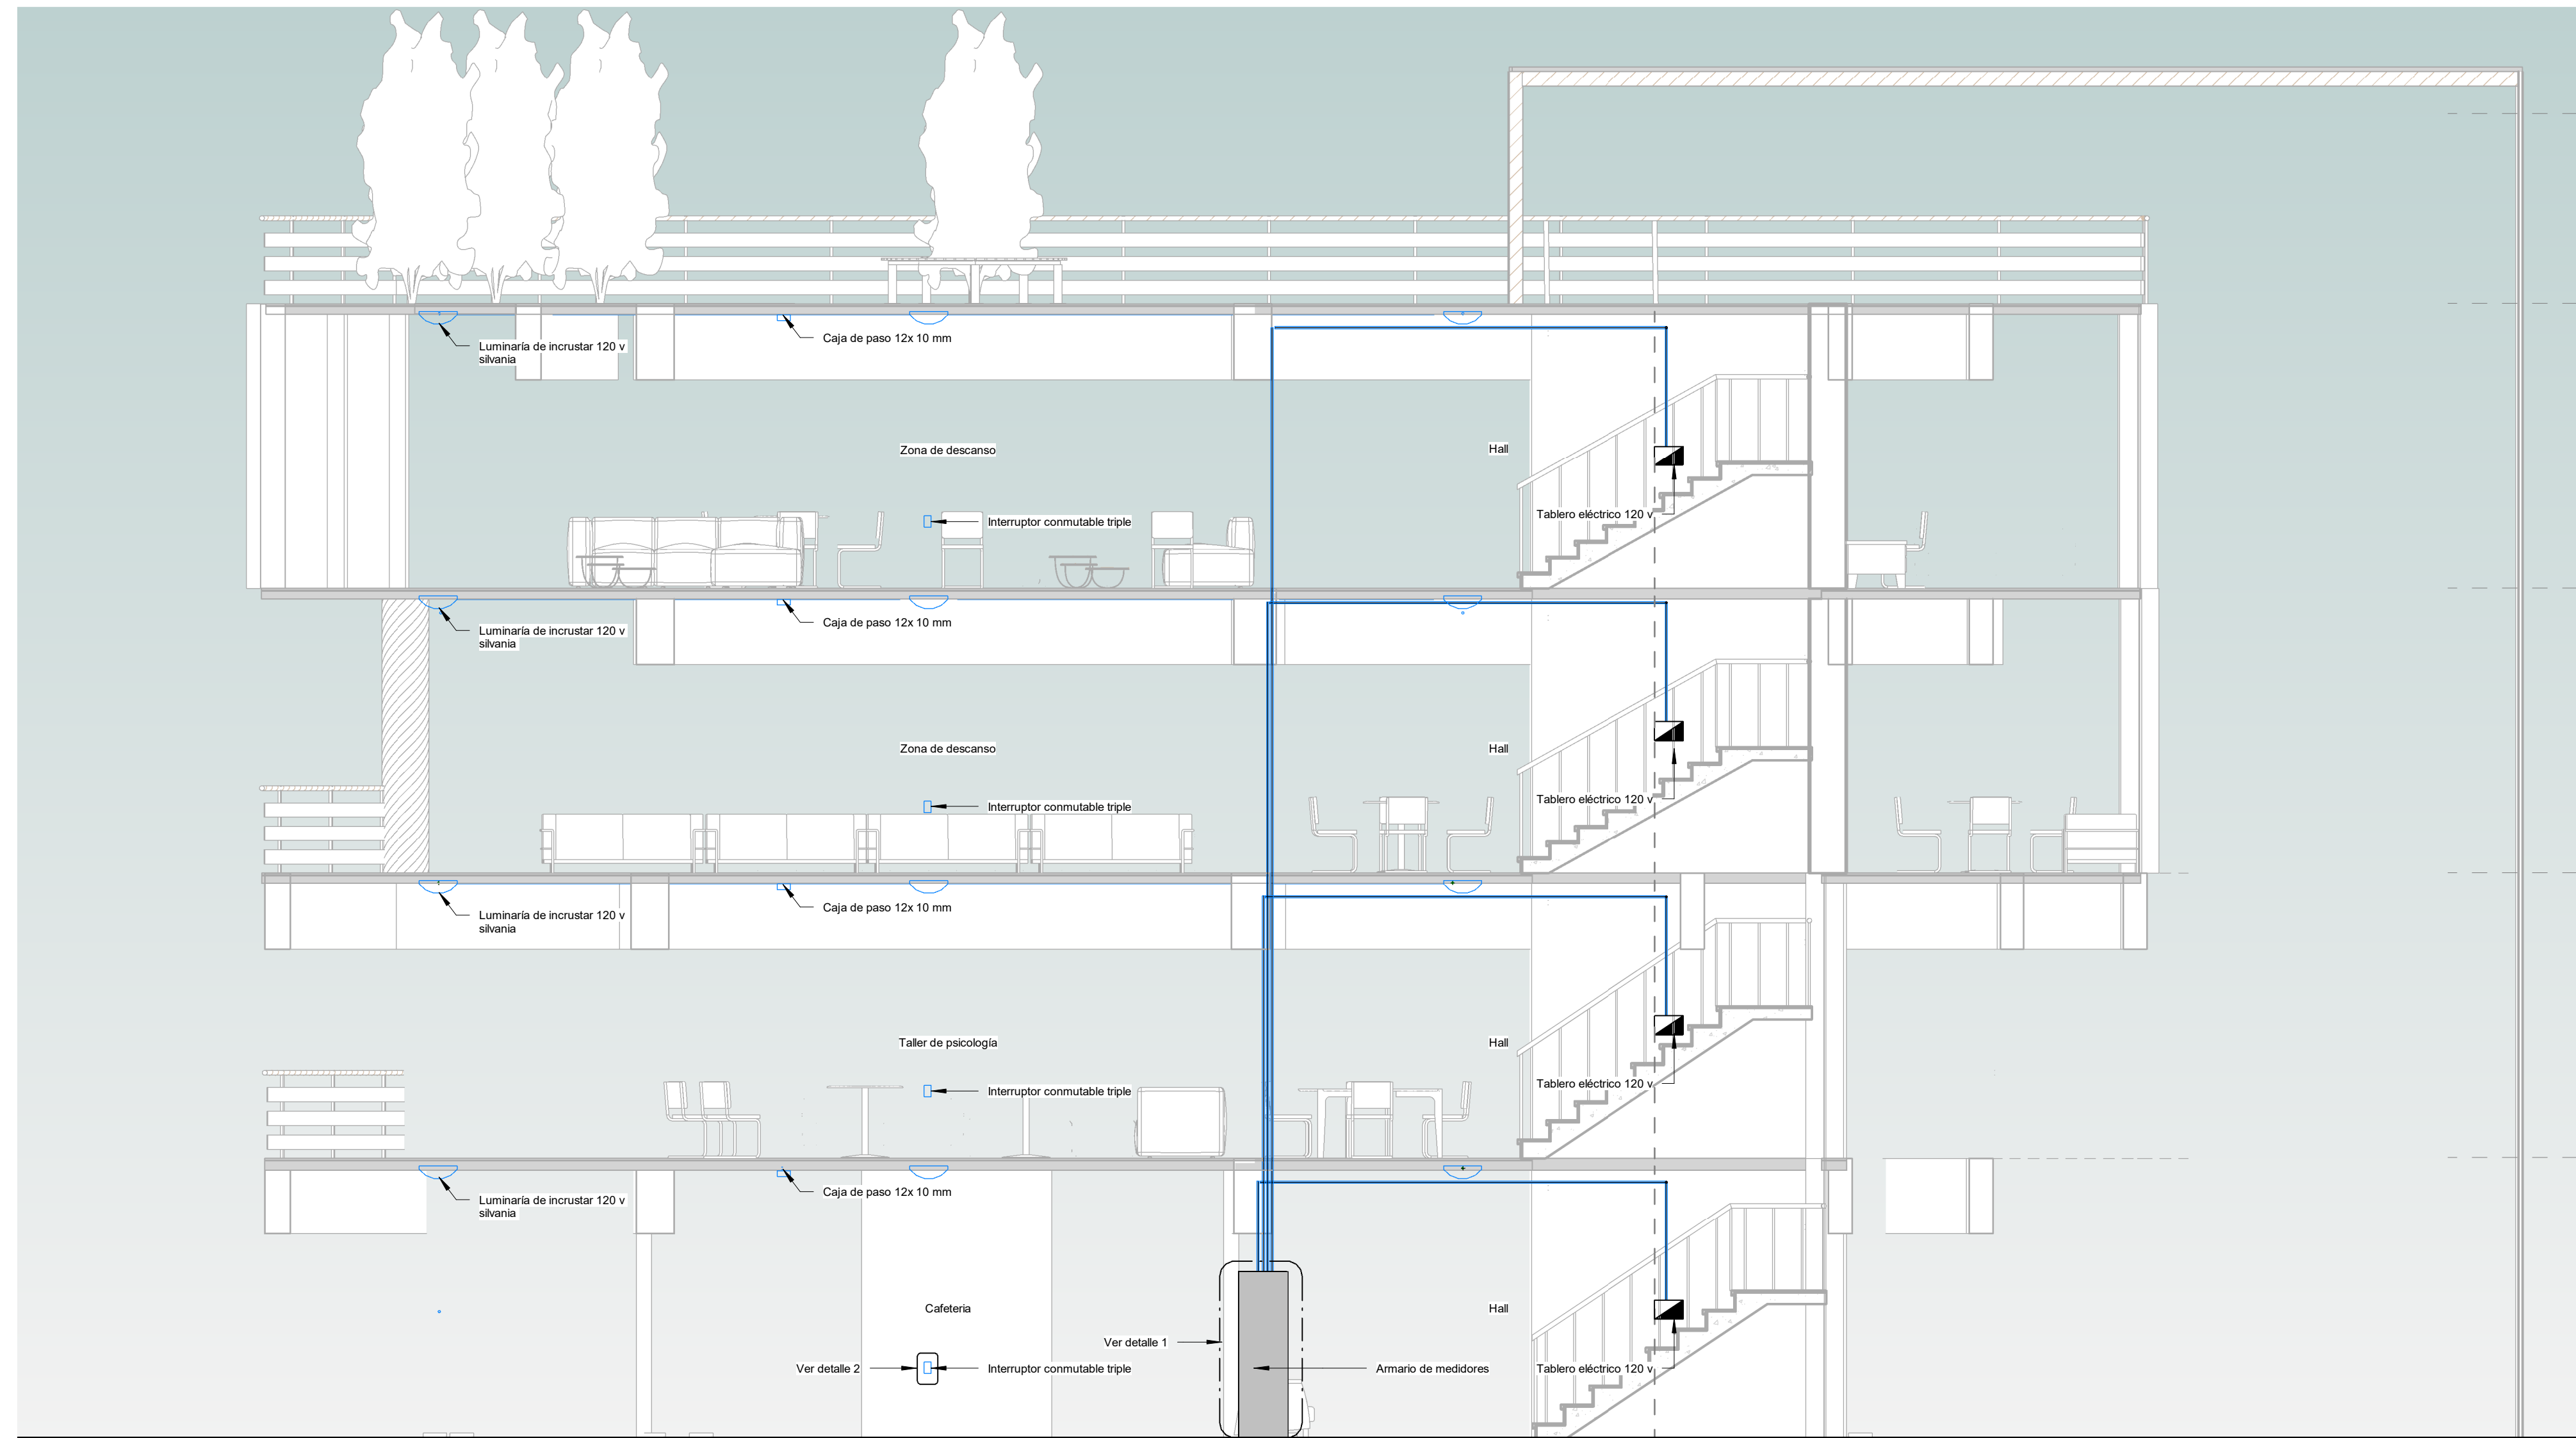 Luminaría de incrustar 120 v
silvania
Caja de paso 12x 10 mm
Zona de descanso
Hall
Interruptor conmutable triple
Tablero eléctrico 120 v
Luminaría de incrustar 120 v
silvania
Caja de paso 12x 10 mm
Zona de descanso
Hall
Interruptor conmutable triple
Tablero eléctrico 120 v
Luminaría de incrustar 120 v
silvania
Caja de paso 12x 10 mm
Taller de psicología
Hall
Interruptor conmutable triple
Tablero eléctrico 120 v
Luminaría de incrustar 120 v
silvania
Caja de paso 12x 10 mm
Cafeteria
Hall
Ver detalle 1
Ver detalle 2
Interruptor conmutable triple
Armario de medidores
Tablero eléctrico 120 v